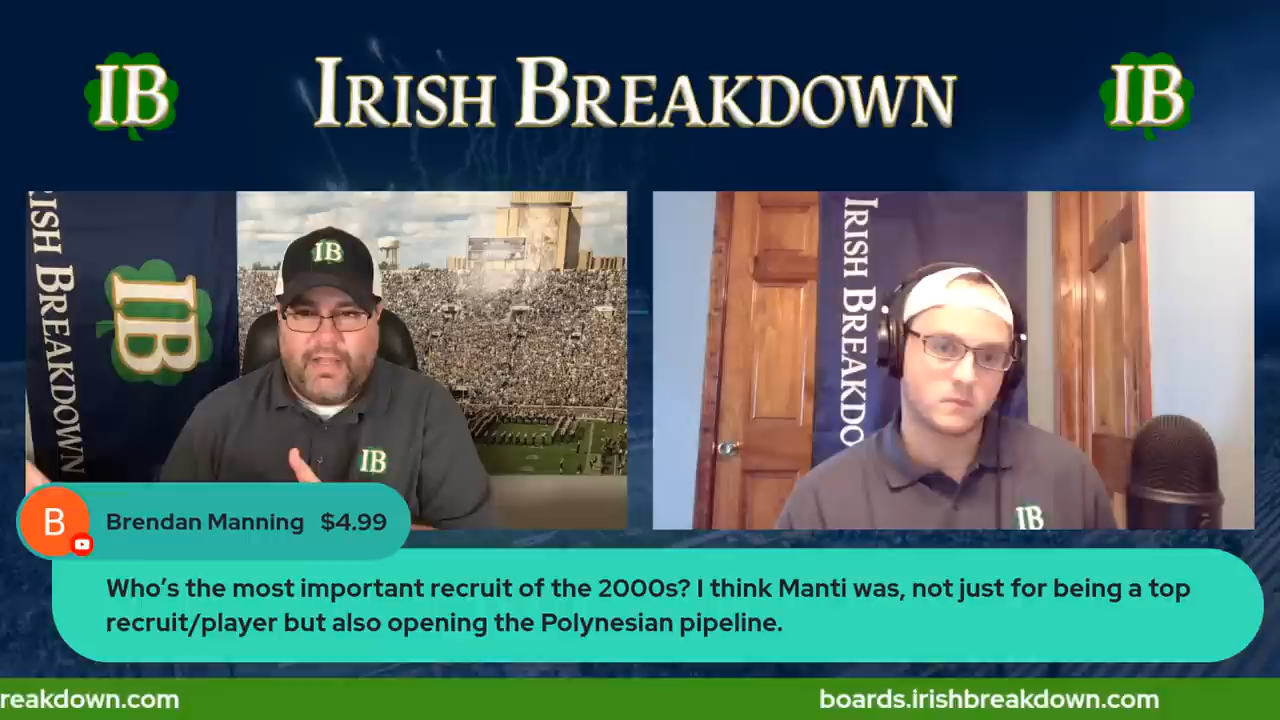 IB
IRISH BREAKDOWN
IB
IRISH BREAKDOWN
IB
IB
IB
IRISH BREAKDO
IB
B
Brendan Manning $4.99
Who's the most important recruit of the 2000s? I think Manti was, not just for being a top
recruit/player but also opening the Polynesian pipeline.
reakdown.com
boards.irishbreakdown.com